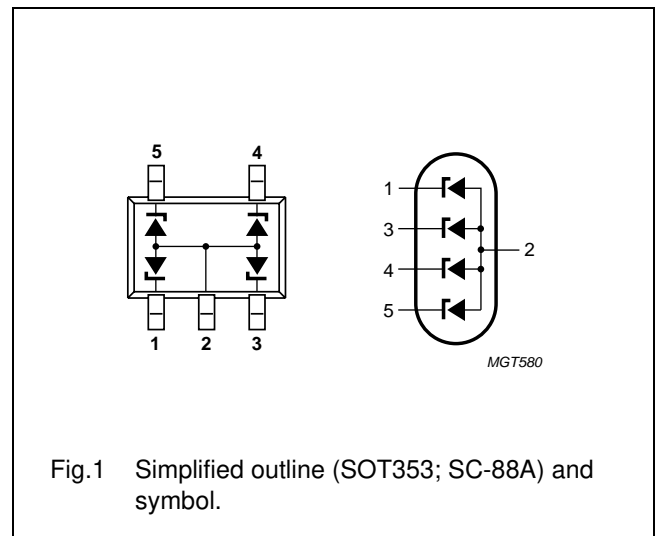 5 4
1 2 3
1
3
4
5
2
MGT580
Fig.1 Simplified outline (SOT353; SC-88A) and
symbol.